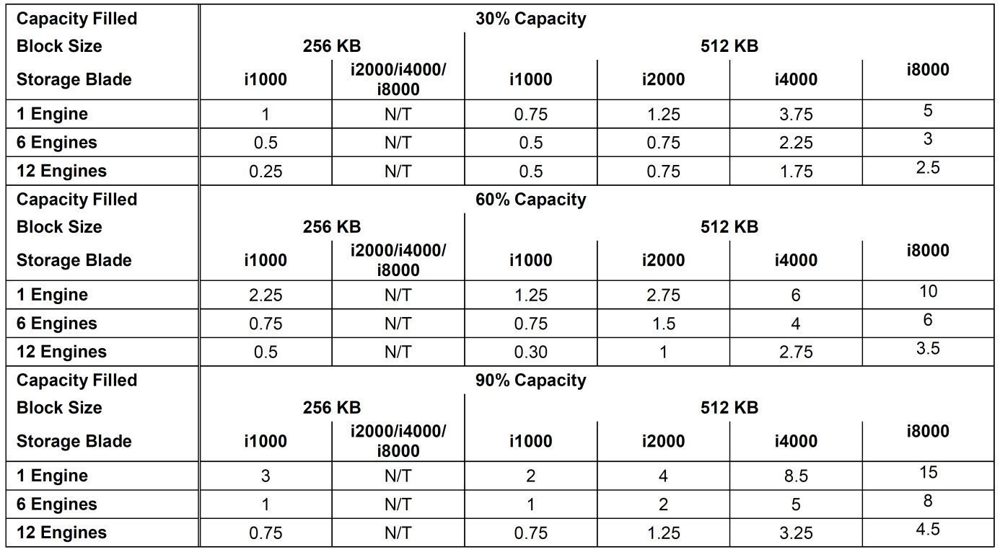 Capacity Filled 30% Capacity
Block Size 256 KB 512 KB
Storage Blade i1000 i2000/i4000/ i8000 i1000 i2000 i4000 i8000
1 Engine 1 N/T 0.75 1.25 3.75 5
6 Engines 0.5 N/T 0.5 0.75 2.25 3
12 Engines 0.25 N/T 0.5 0.75 1.75 2.5
Capacity Filled 60% Capacity
Block Size 256 KB 512 KB
Storage Blade i1000 i2000/i4000/ i8000 i1000 i2000 i4000 i8000
1 Engine 2.25 N/T 1.25 2.75 6 10
6 Engines 0.75 N/T 0.75 1.5 4 6
12 Engines 0.5 N/T 0.30 1 2.75 3.5
Capacity Filled 90% Capacity
Block Size 256 KB 512 KB
Storage Blade i1000 i2000/i4000/ i8000 i1000 i2000 i4000 i8000
1 Engine 3 N/T 2 4 8.5 15
6 Engines 1 N/T 1 2 5 8
12 Engines 0.75 N/T 0.75 1.25 3.25 4.5